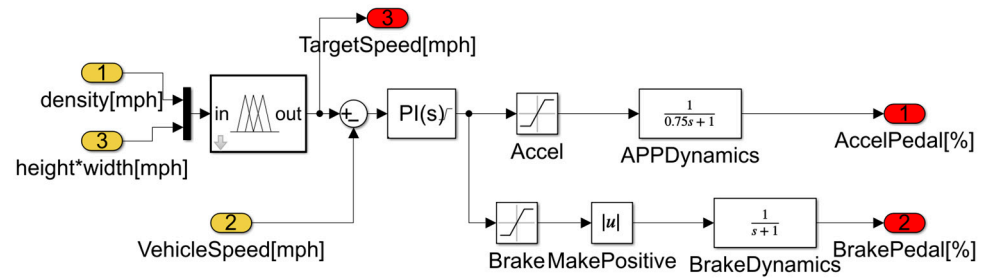 3
TargetSpeed[mph]
1
density[mph]
3
height*width[mph]
in
out
+
−
PI(s)
Accel
1
0.75s + 1
APPDynamics
1
AccelPedal[%]
2
VehicleSpeed[mph]
Brake
|u|
MakePositive
1
s + 1
BrakeDynamics
2
BrakePedal[%]